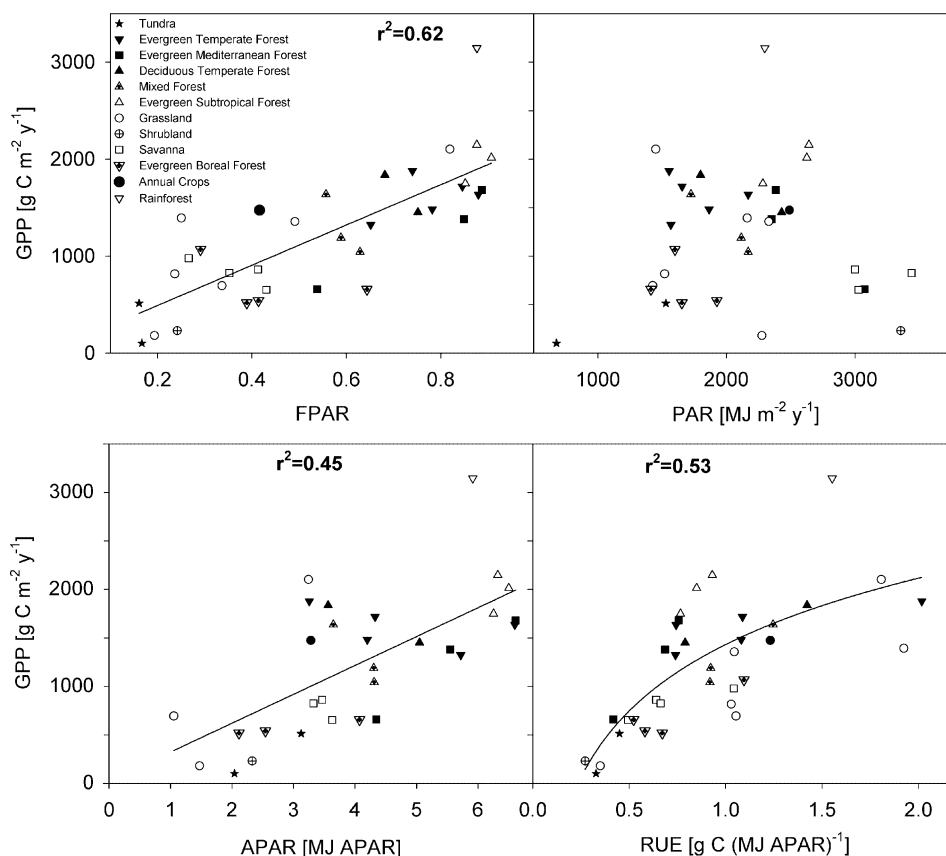 r²=0.62
Tundra
Evergreen Temperate Forest
Evergreen Mediterranean Forest
Deciduous Temperate Forest
Mixed Forest
Evergreen Subtropical Forest
Grassland
Shrubland
Savanna
Evergreen Boreal Forest
Annual Crops
Rainforest
GPP [g C m⁻² y⁻¹]
3000
2000
1000
0
0.2 0.4 0.6 0.8
FPAR
1000 2000 3000
PAR [MJ m⁻² y⁻¹]
r²=0.45
GPP [g C m⁻² y⁻¹]
3000
2000
1000
0
0 1 2 3 4 5 6
APAR [MJ APAR]
r²=0.53
GPP [g C m⁻² y⁻¹]
0.0 0.5 1.0 1.5 2.0
RUE [g C (MJ APAR)⁻¹]